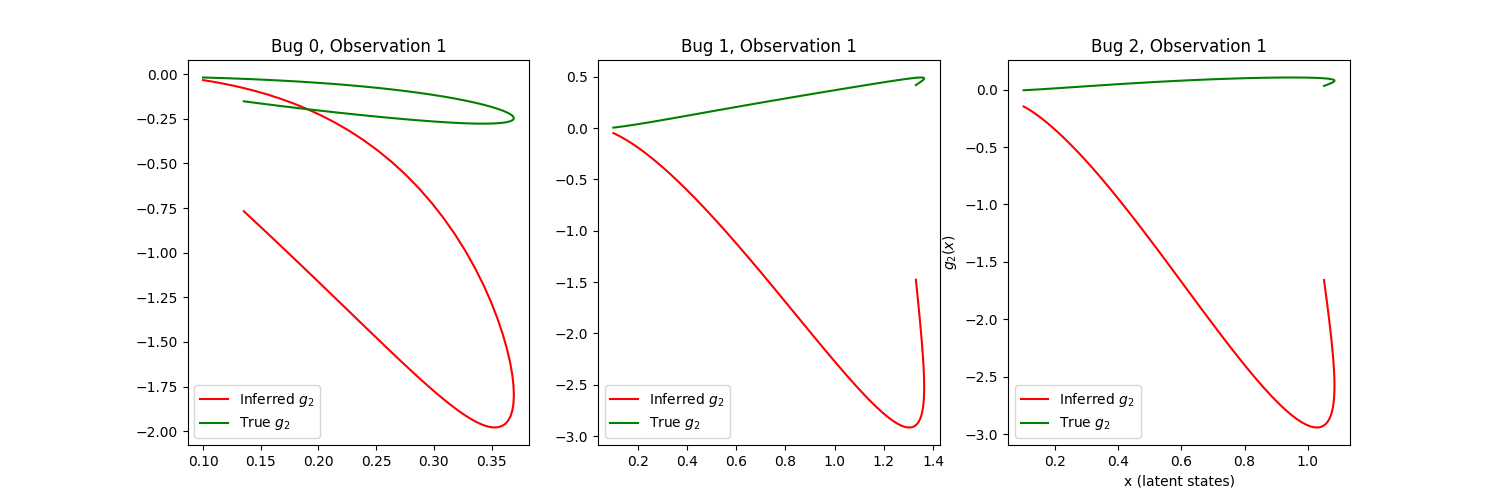 Bug 0, Observation 1
0.00
−0.25
−0.50
−0.75
−1.00
−1.25
−1.50
−1.75
−2.00
0.10 0.15 0.20 0.25 0.30 0.35
Inferred g₂
True g₂
Bug 1, Observation 1
0.5
0.0
−0.5
−1.0
−1.5
−2.0
−2.5
−3.0
0.2 0.4 0.6 0.8 1.0 1.2 1.4
Inferred g₂
True g₂
Bug 2, Observation 1
g₂(x)
0.0
−0.5
−1.0
−1.5
−2.0
−2.5
−3.0
0.2 0.4 0.6 0.8 1.0
x (latent states)
Inferred g₂
True g₂